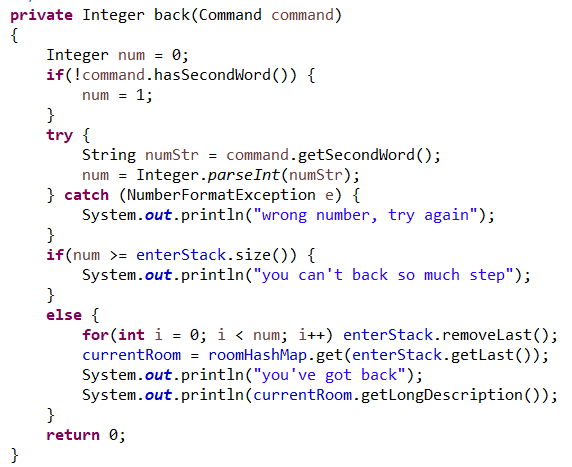 private Integer back(Command command)
{
    Integer num = 0;
    if(!command.hasSecondWord()) {
        num = 1;
    }
    try {
        String numStr = command.getSecondWord();
        num = Integer.parseInt(numStr);
    } catch (NumberFormatException e) {
        System.out.println("wrong number, try again");
    }
    if(num >= enterStack.size()) {
        System.out.println("you can't back so much step");
    }
    else {
        for(int i = 0; i < num; i++) enterStack.removeLast();
        currentRoom = roomHashMap.get(enterStack.getLast());
        System.out.println("you've got back");
        System.out.println(currentRoom.getLongDescription());
    }
    return 0;
}